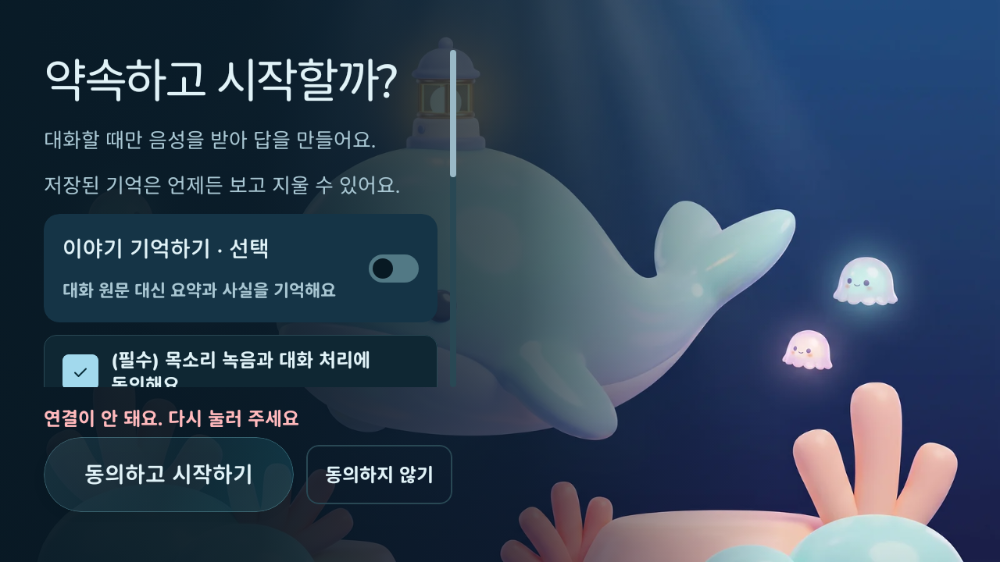 약속하고 시작할까?
대화할 때만 음성을 받아 답을 만들어요.
저장된 기억은 언제든 보고 지울 수 있어요.
이야기 기억하기 · 선택
대화 원문 대신 요약과 사실을 기억해요
(필수) 목소리 녹음과 대화 처리에
동의해요
연결이 안 돼요. 다시 눌러 주세요
동의하고 시작하기
동의하지 않기